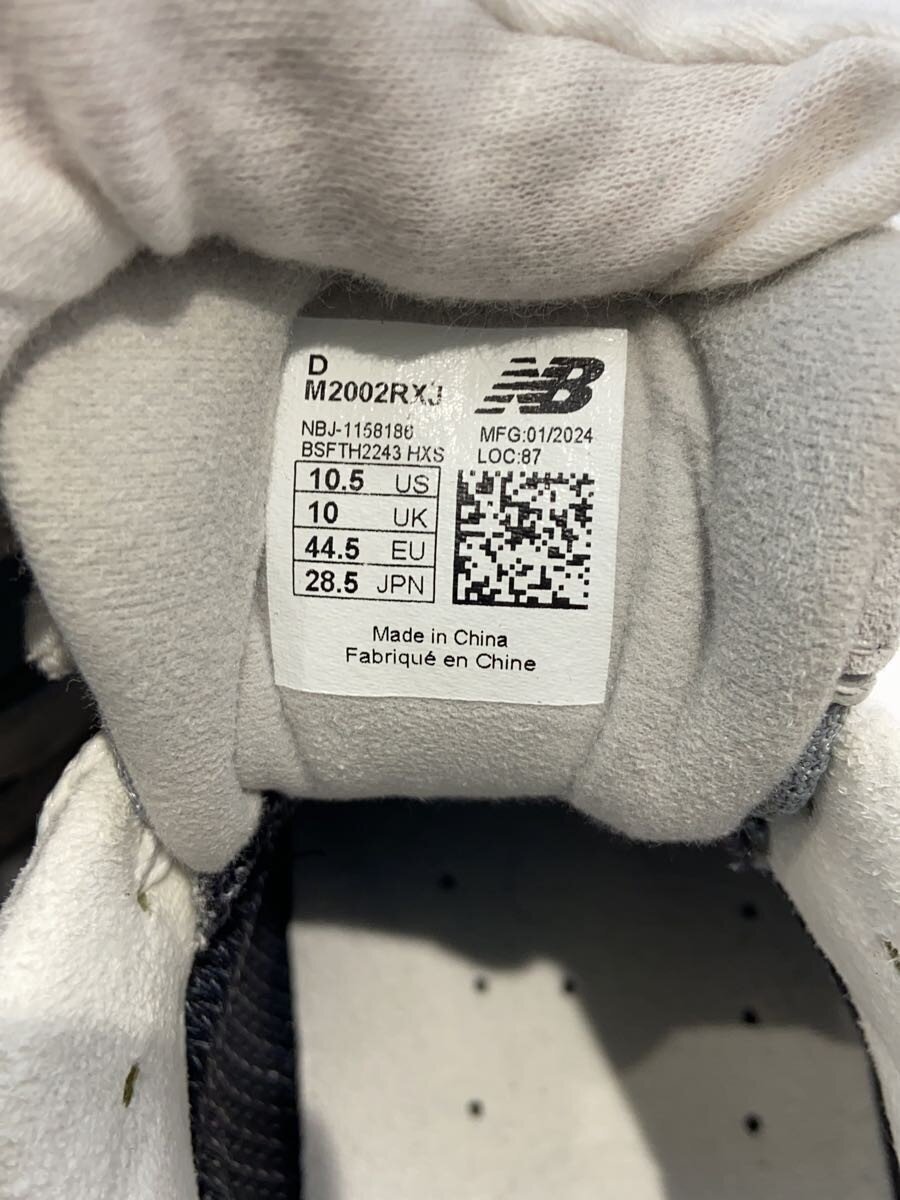 D
M2002RXJ
NB
NBJ-1158186
BSFTH2243 HXS
MFG:01/2024
LOC:87
10.5 US
10 UK
44.5 EU
28.5 JPN
Made in China
Fabriqué en Chine